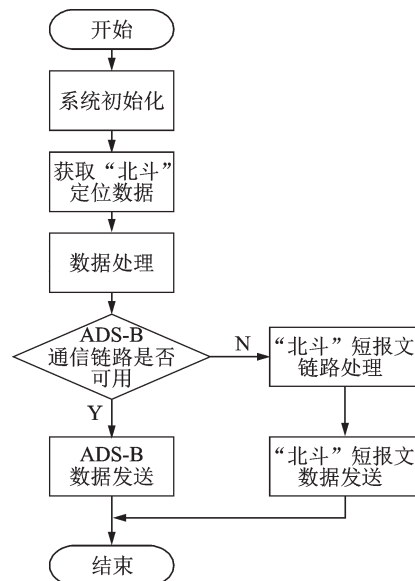 开始
系统初始化
获取“北斗”
定位数据
数据处理
ADS-B
通信链路是否
可用
N
Y
“北斗”短报文
链路处理
ADS-B
数据发送
“北斗”短报文
数据发送
结束